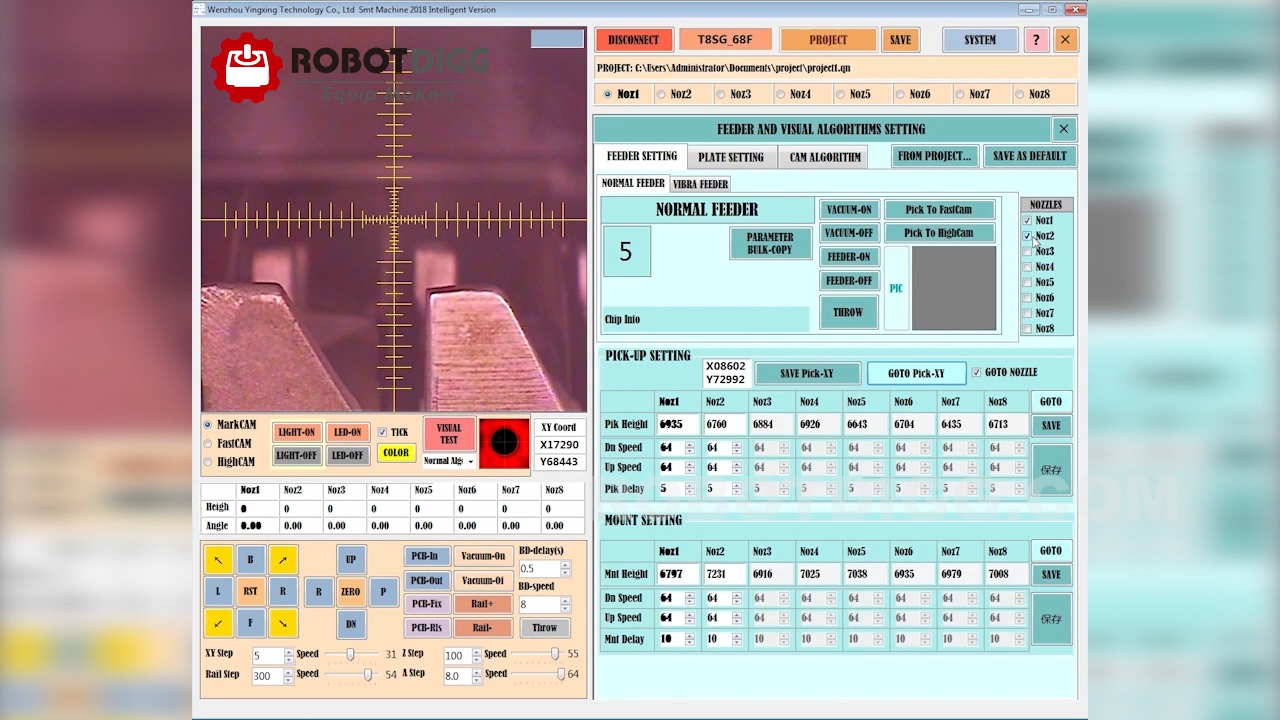 Wenzhou Yingxing Technology Co., Ltd Smt Machine 2018 Intelligent Version
ROBOTDIGG
Equip Makers
DISCONNECT T8SG_68F PROJECT SAVE SYSTEM ? ×
PROJECT: C:\Users\Administrator\Documents\project\project1.qn
Noz1 Noz2 Noz3 Noz4 Noz5 Noz6 Noz7 Noz8
FEEDER AND VISUAL ALGORITHMS SETTING ×
FEEDER SETTING PLATE SETTING CAM ALGORITHM FROM PROJECT... SAVE AS DEFAULT
NORMAL FEEDER VIBRA FEEDER
NORMAL FEEDER
5
PARAMETER
BULK-COPY
Chip Info
VACUUM-ON
VACUUM-OFF
FEEDER-ON
FEEDER-OFF
THROW
Pick To FastCam
Pick To HighCam
PIC
NOZZLES
Noz1
Noz2
Noz3
Noz4
Noz5
Noz6
Noz7
Noz8
PICK-UP SETTING
X08602
Y72992
SAVE Pick-XY GOTO Pick-XY GOTO NOZZLE
Noz1 Noz2 Noz3 Noz4 Noz5 Noz6 Noz7 Noz8 GOTO
Pik Height 6935 6760 6884 6926 6643 6704 6435 6713 SAVE
Dn Speed 64 64 64 64 64 64 64 64
Up Speed 64 64 64 64 64 64 64 64
保存
Pik Delay 5 5 5 5 5 5 5 5
MOUNT SETTING
Noz1 Noz2 Noz3 Noz4 Noz5 Noz6 Noz7 Noz8 GOTO
Mnt Height 6797 7231 6916 7025 7038 6935 6979 7008 SAVE
Dn Speed 64 64 64 64 64 64 64 64
Up Speed 64 64 64 64 64 64 64 64
保存
Mnt Delay 10 10 10 10 10 10 10 10
MarkCAM
FastCAM
HighCAM
LIGHT-ON LED-ON
LIGHT-OFF LED-OFF
TICK
COLOR
VISUAL
TEST
Normal Alg
XY Coord
X17290
Y68443
Noz1 Noz2 Noz3 Noz4 Noz5 Noz6 Noz7 Noz8
Heigh 0 0 0 0 0 0 0 0
Angle 0.00 0.00 0.00 0.00 0.00 0.00 0.00 0.00
↖ B ↗
L RST R
↙ F ↘
UP
R ZERO P
DN
PCB-In Vacuum-On
PCB-Out Vacuum-Of
PCB-Fix Rail+
PCB-Rls Rail-
BD-delay(s)
0.5
BD-speed
8
Throw
XY Step 5 Speed 31 Z Step 100 Speed 55
Rail Step 300 Speed 54 A Step 8.0 Speed 64